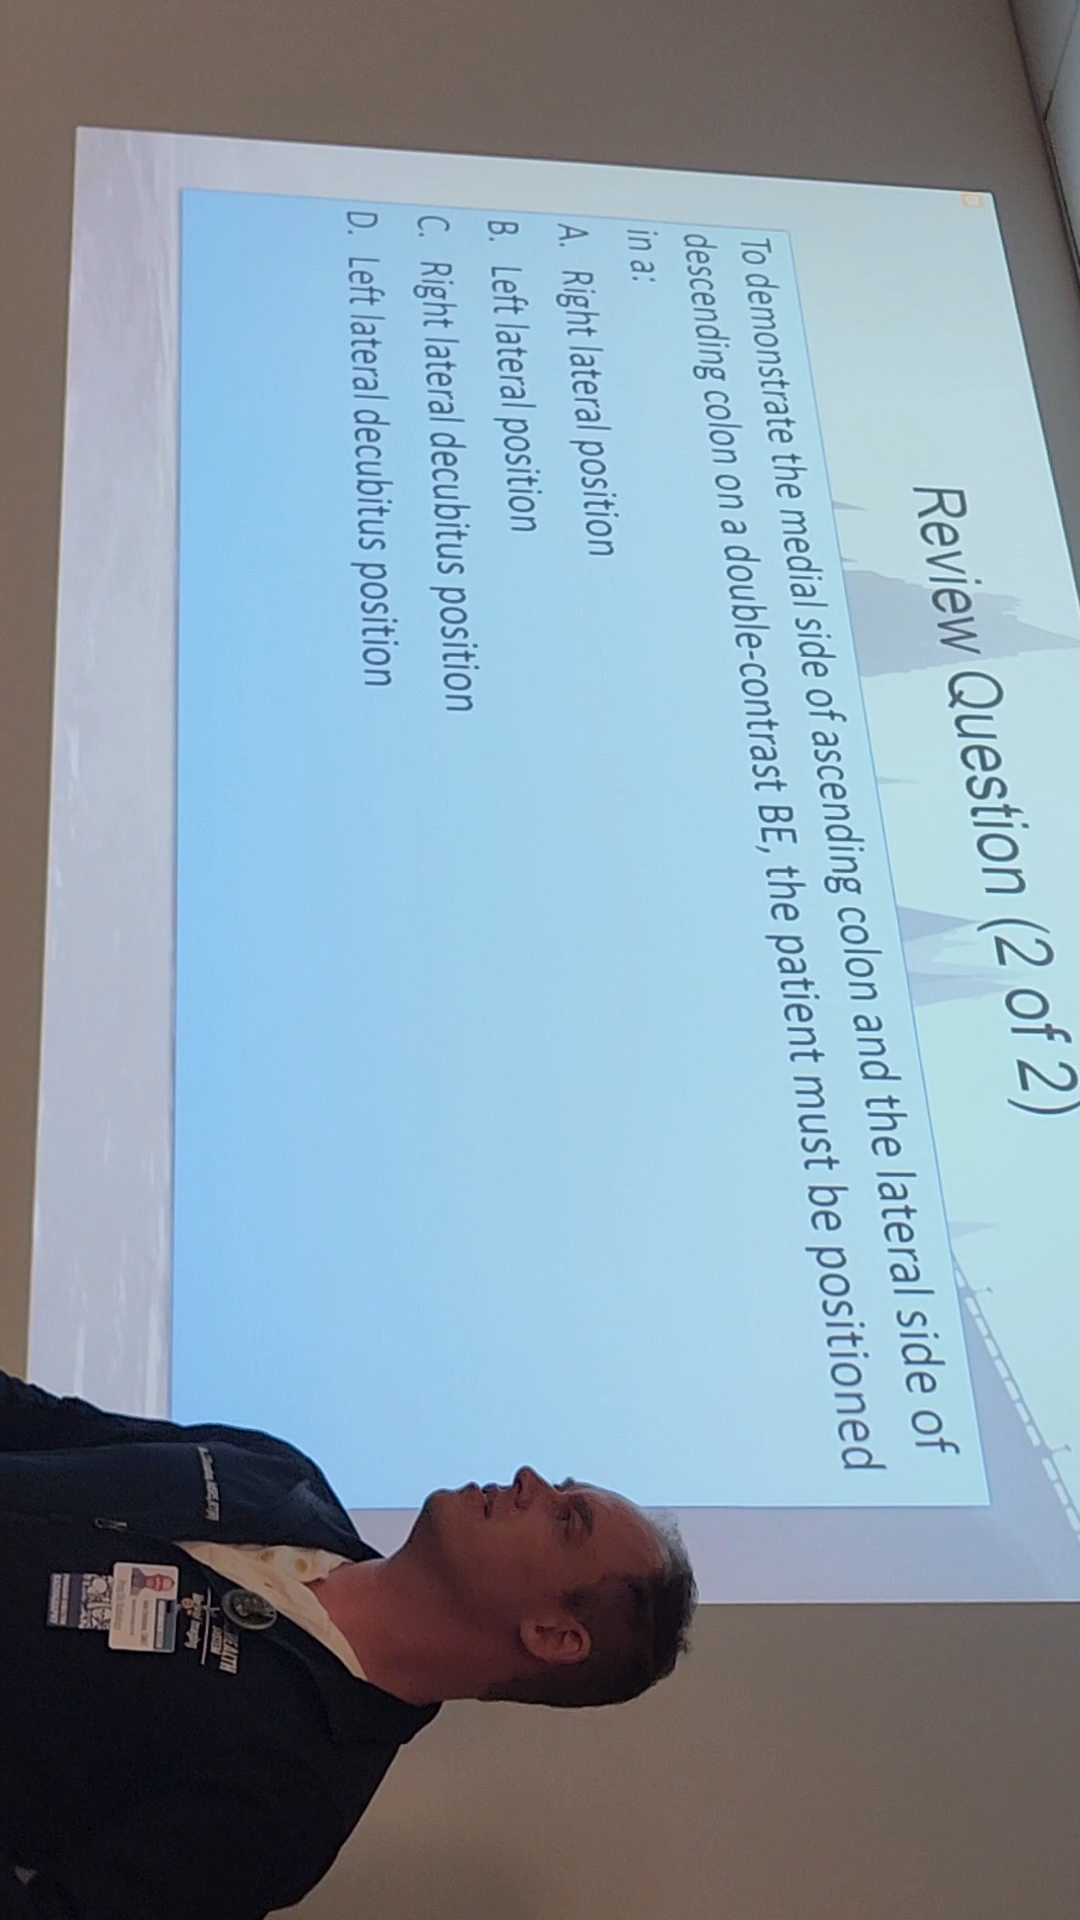 Review Question (2 of 2)
To demonstrate the medial side of ascending colon and the lateral side of
descending colon on a double-contrast BE, the patient must be positioned
in a:
A. Right lateral position
B. Left lateral position
C. Right lateral decubitus position
D. Left lateral decubitus position